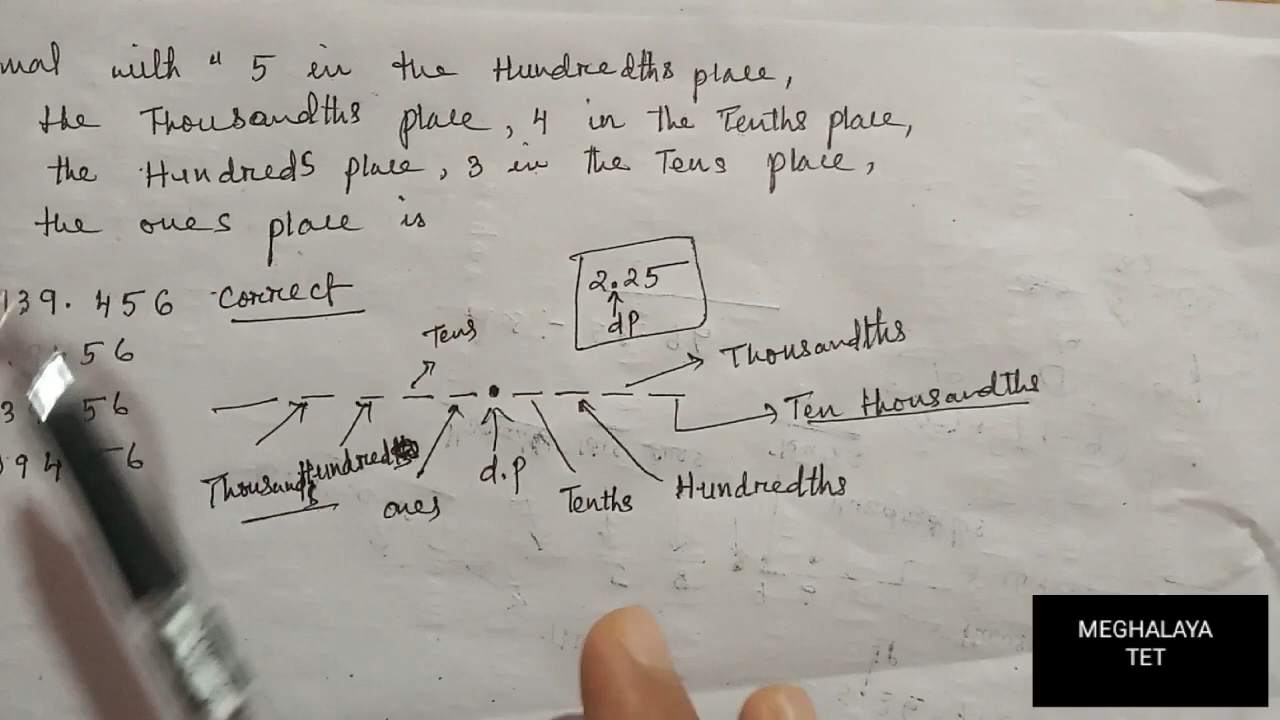 mal with " 5 in the Hundredths place,
the Thousandths place, 4 in the Tenths place,
the Hundreds place, 3 in the Tens place,
the ones place is
139.456 correct
2.25
dp
56
3 56
94 6
Tens
Thousandths
Ten thousandths
Thousands
Hundreds
ones
d.p
Tenths
Hundredths
MEGHALAYA
TET